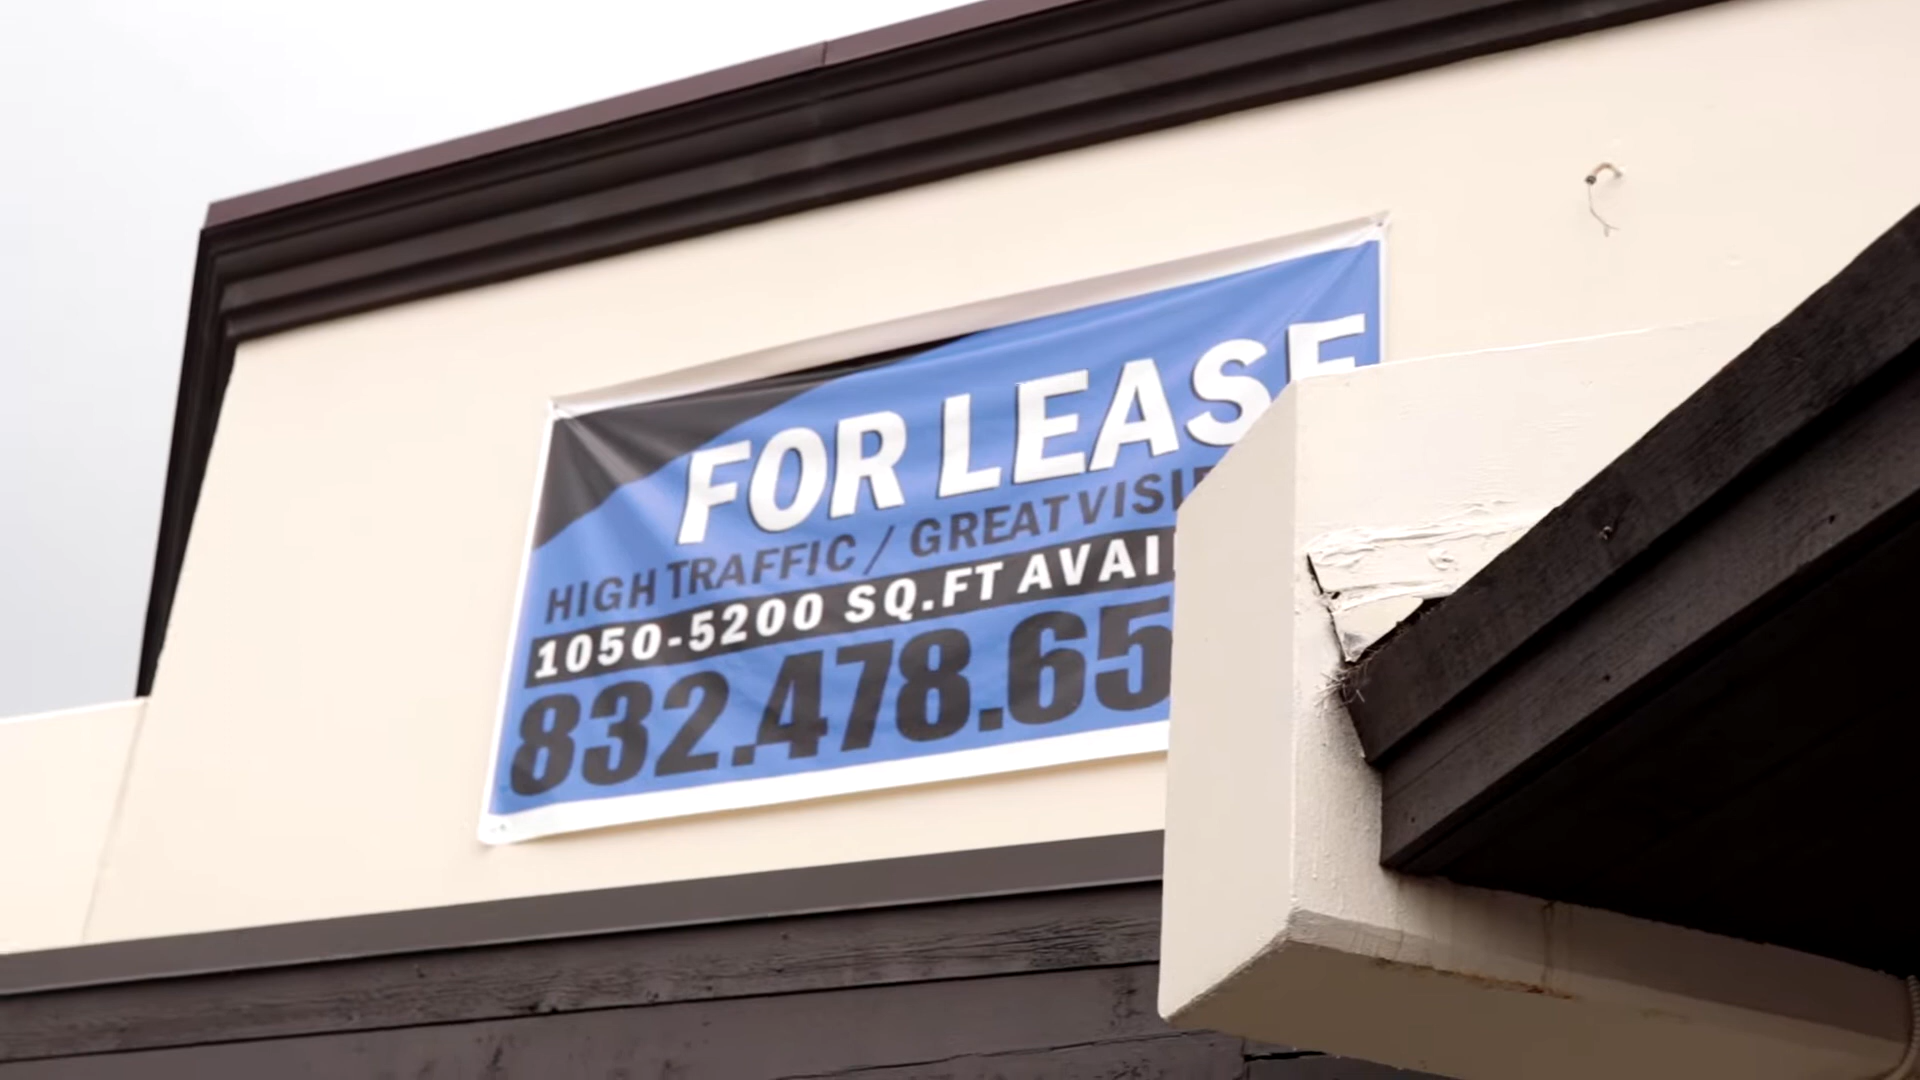 FOR LEASE
HIGH TRAFFIC / GREAT VISI
1050-5200 SQ.FT AVAI
832.478.65